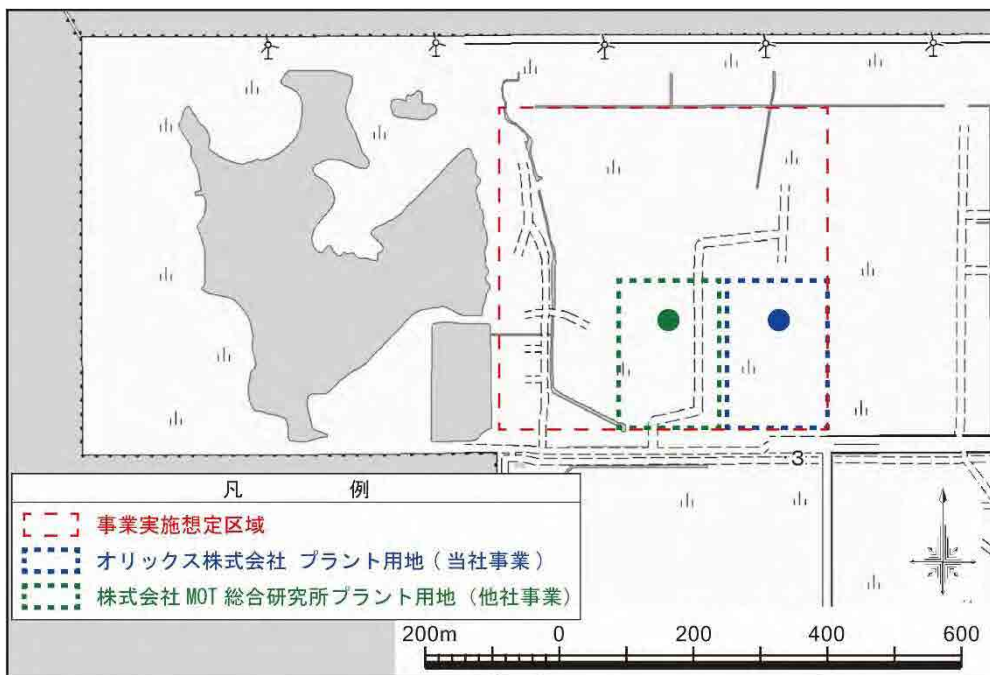 3
凡 例
事業実施想定区域
オリックス株式会社 プラント用地(当社事業)
株式会社 MOT 総合研究所プラント用地(他社事業)
200m 0 200 400 600